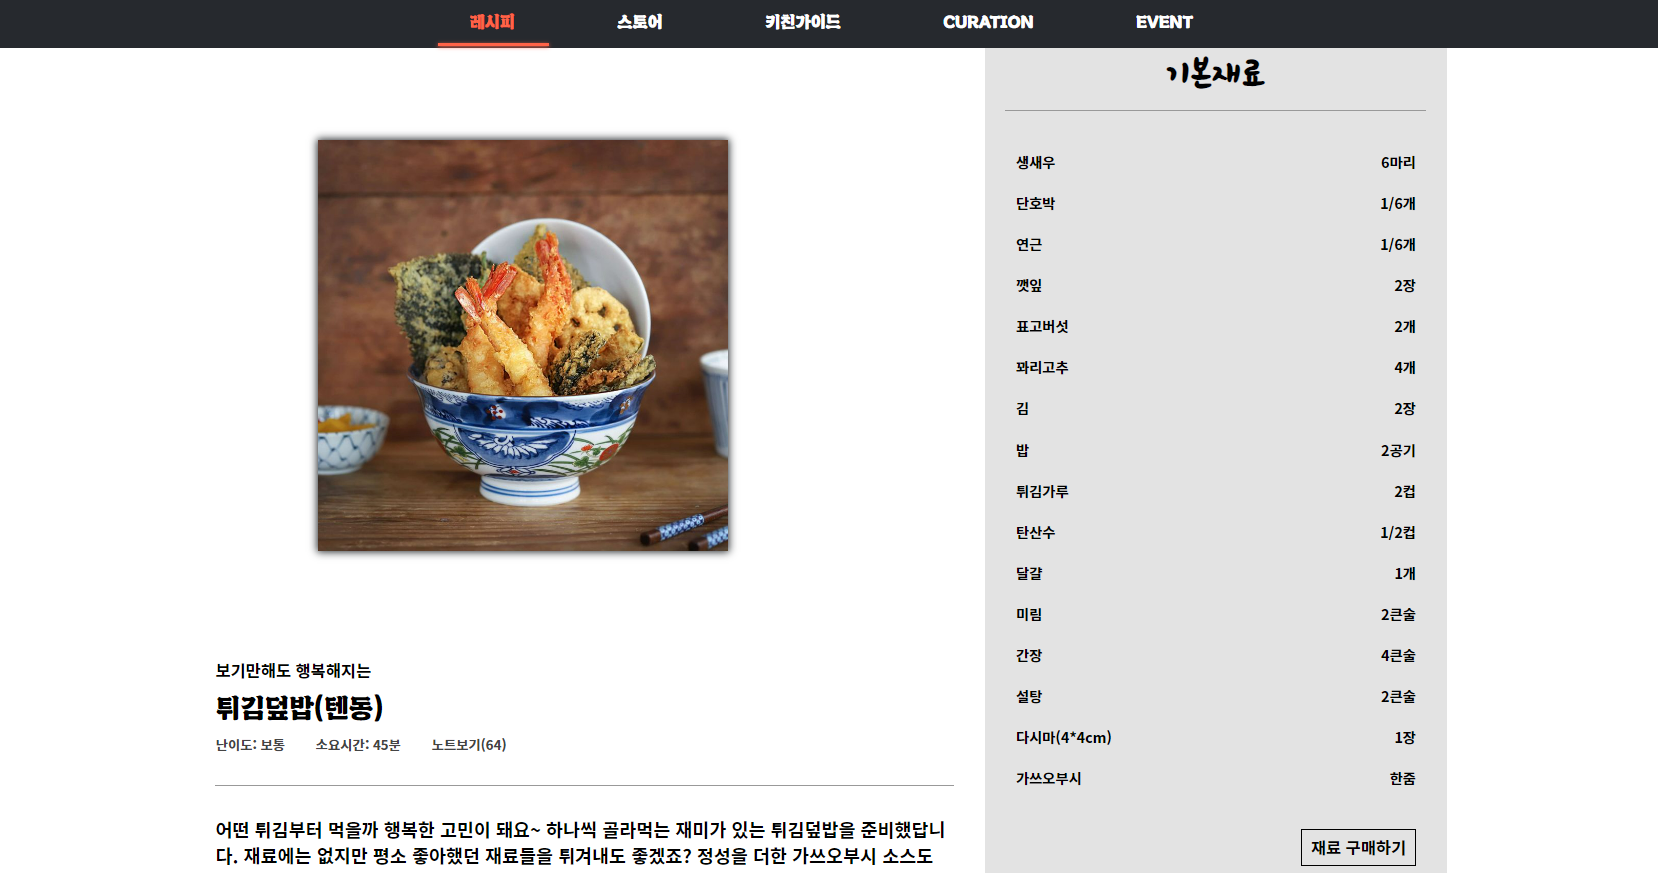 레시피 스토어 키친가이드 CURATION EVENT
보기만해도 행복해지는
튀김덮밥(텐동)
난이도: 보통 소요시간: 45분 노트보기(64)
어떤 튀김부터 먹을까 행복한 고민이 돼요~ 하나씩 골라먹는 재미가 있는 튀김덮밥을 준비했답니
다. 재료에는 없지만 평소 좋아했던 재료들을 튀겨내도 좋겠죠? 정성을 더한 가쓰오부시 소스도
기본재료
생새우 6마리
단호박 1/6개
연근 1/6개
깻잎 2장
표고버섯 2개
꽈리고추 4개
김 2장
밥 2공기
튀김가루 2컵
탄산수 1/2컵
달걀 1개
미림 2큰술
간장 4큰술
설탕 2큰술
다시마(4*4cm) 1장
가쓰오부시 한줌
재료 구매하기